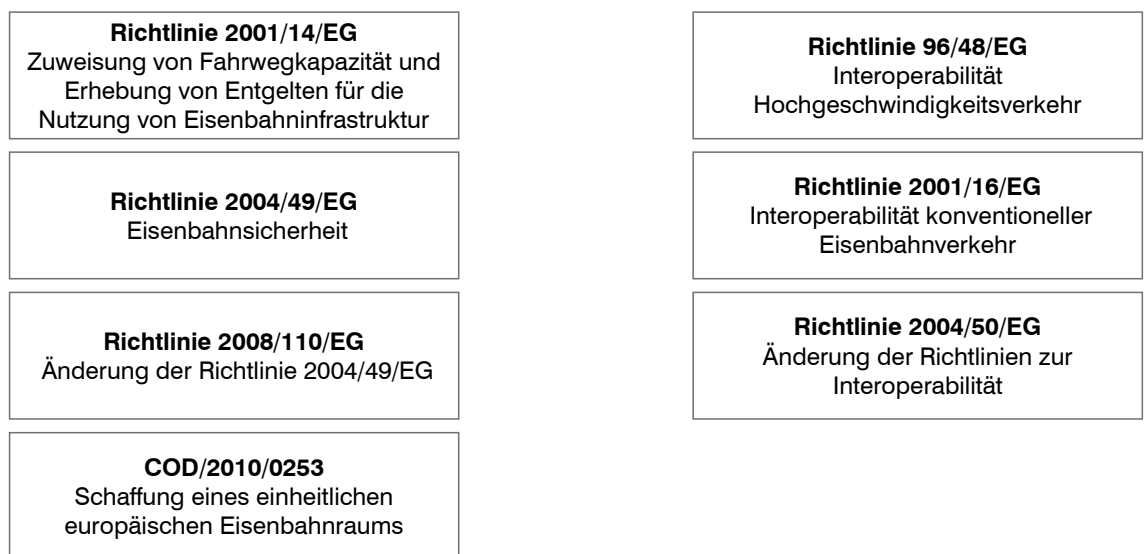 Richtlinie 2001/14/EG
Zuweisung von Fahrwegkapazität und
Erhebung von Entgelten für die
Nutzung von Eisenbahninfrastruktur
Richtlinie 2004/49/EG
Eisenbahnsicherheit
Richtlinie 2008/110/EG
Änderung der Richtlinie 2004/49/EG
COD/2010/0253
Schaffung eines einheitlichen
europäischen Eisenbahnraums
Richtlinie 96/48/EG
Interoperabilität
Hochgeschwindigkeitsverkehr
Richtlinie 2001/16/EG
Interoperabilität konventioneller
Eisenbahnverkehr
Richtlinie 2004/50/EG
Änderung der Richtlinien zur
Interoperabilität